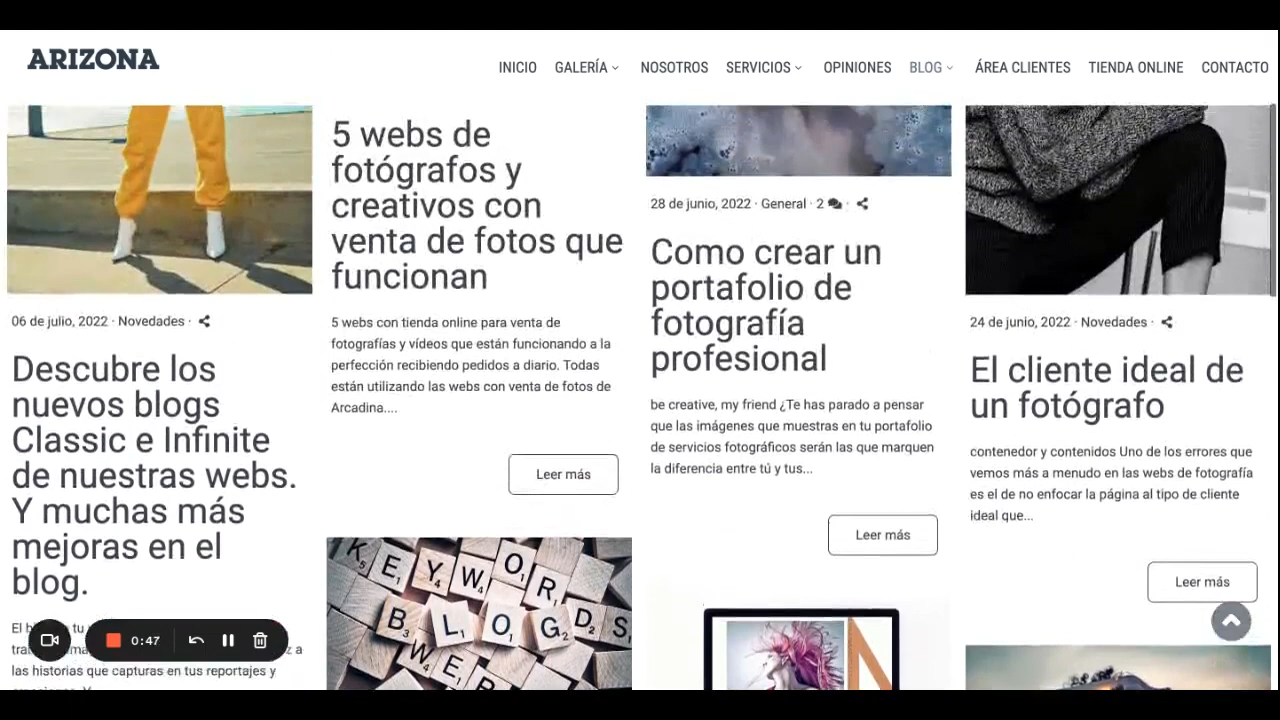 ARIZONA
INICIO GALERÍA NOSOTROS SERVICIOS OPINIONES BLOG ÁREA CLIENTES TIENDA ONLINE CONTACTO
06 de julio, 2022 · Novedades ·
Descubre los
nuevos blogs
Classic e Infinite
de nuestras webs.
Y muchas más
mejoras en el
blog.
El
las historias que capturas en tus reportajes y
0:47
5 webs de
fotógrafos y
creativos con
venta de fotos que
funcionan
5 webs con tienda online para venta de
fotografías y vídeos que están funcionando a la
perfección recibiendo pedidos a diario. Todas
están utilizando las webs con venta de fotos de
Arcadina....
Leer más
KEYWORDS
BLOGS
WEB
28 de junio, 2022 · General · 2 ·
Como crear un
portafolio de
fotografía
profesional
be creative, my friend ¿Te has parado a pensar
que las imágenes que muestras en tu portafolio
de servicios fotográficos serán las que marquen
la diferencia entre tú y tus...
Leer más
24 de junio, 2022 · Novedades ·
El cliente ideal de
un fotógrafo
contenedor y contenidos Uno de los errores que
vemos más a menudo en las webs de fotografía
es el de no enfocar la página al tipo de cliente
ideal que...
Leer más